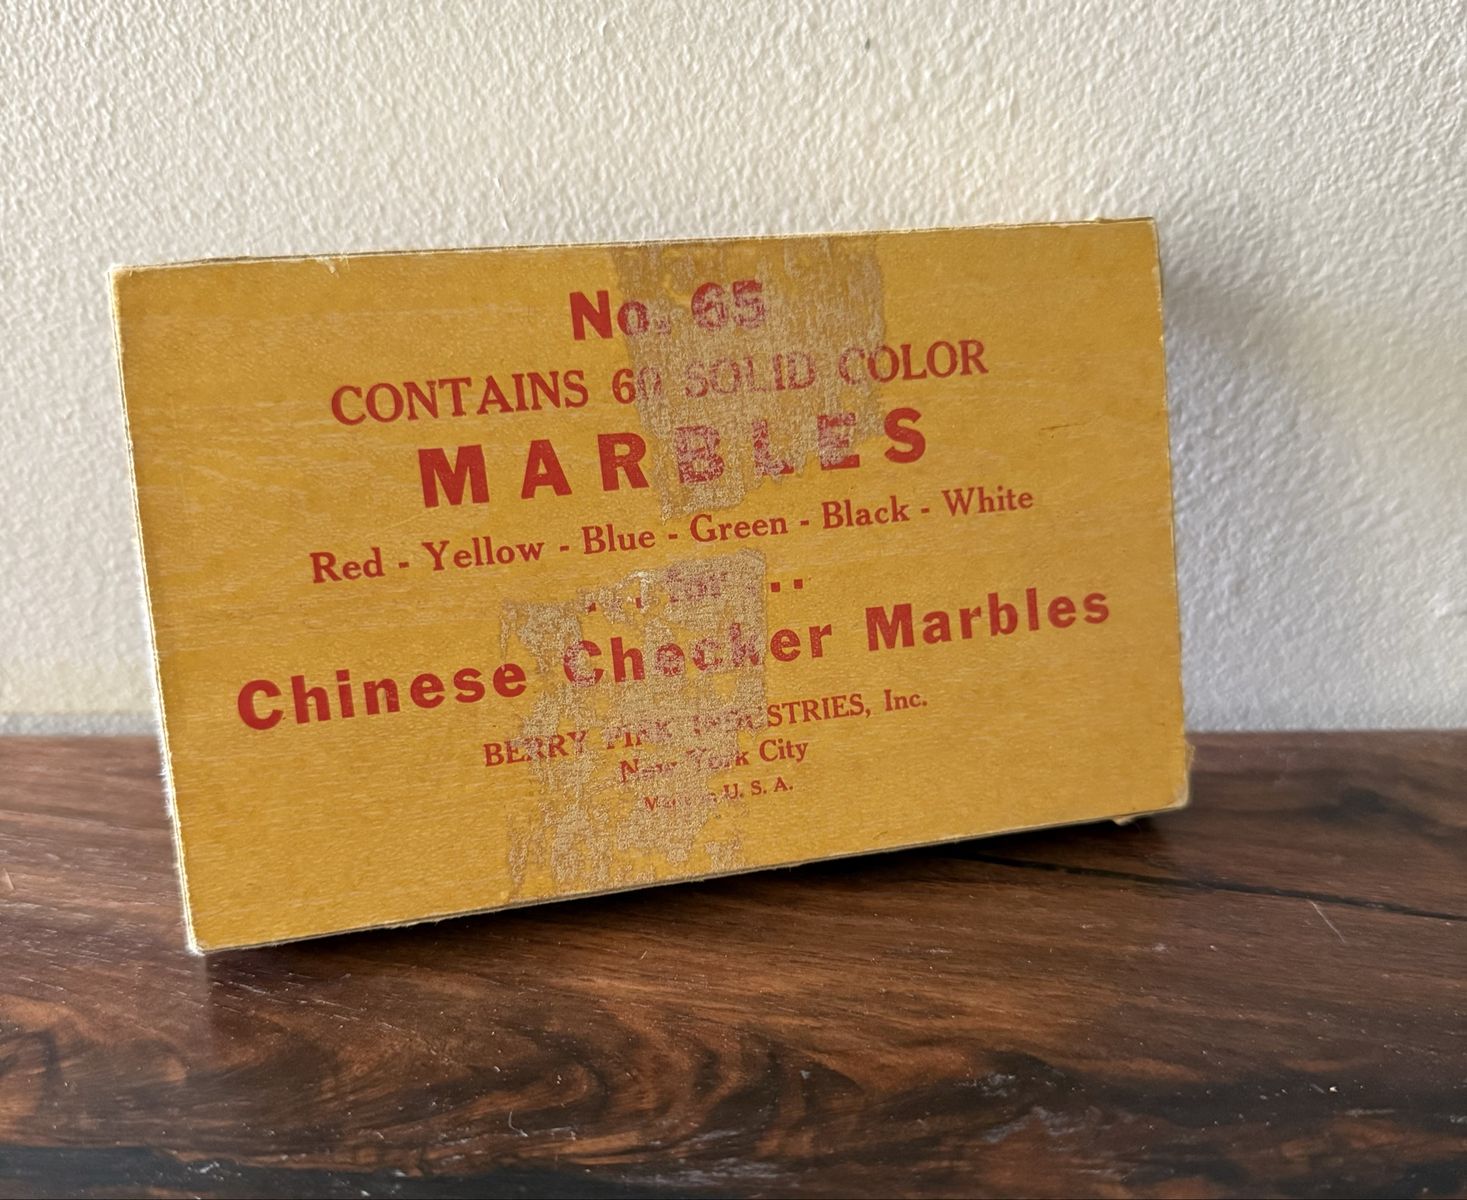 No. 65
CONTAINS 60 SOLID COLOR
MARBLES
Red - Yellow - Blue - Green - Black - White
. . . for . . .
Chinese Checker Marbles
BERRY PINK INDUSTRIES, Inc.
New York City
U. S. A.